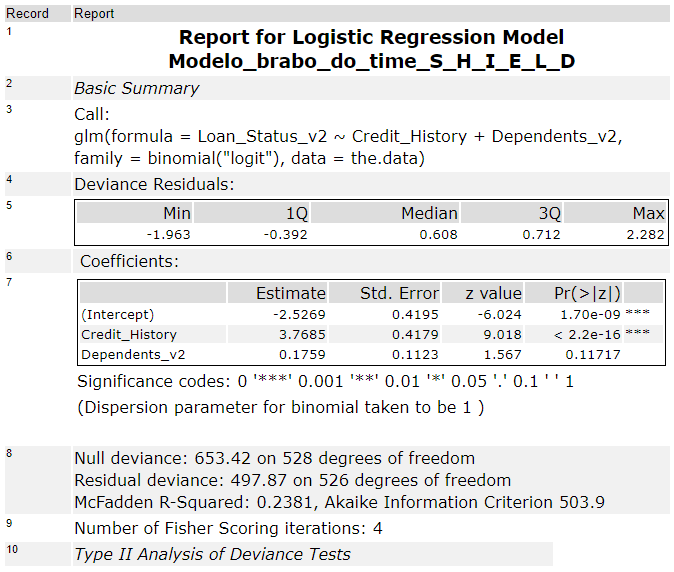 Record Report
1 Report for Logistic Regression Model
Modelo_brabo_do_time_S_H_I_E_L_D
2 Basic Summary
3 Call:
glm(formula = Loan_Status_v2 ~ Credit_History + Dependents_v2,
family = binomial("logit"), data = the.data)
4 Deviance Residuals:
5 Min 1Q Median 3Q Max
-1.963 -0.392 0.608 0.712 2.282
6 Coefficients:
7 Estimate Std. Error z value Pr(>|z|)
(Intercept) -2.5269 0.4195 -6.024 1.70e-09 ***
Credit_History 3.7685 0.4179 9.018 < 2.2e-16 ***
Dependents_v2 0.1759 0.1123 1.567 0.11717
Significance codes: 0 '***' 0.001 '**' 0.01 '*' 0.05 '.' 0.1 ' ' 1
(Dispersion parameter for binomial taken to be 1 )
8 Null deviance: 653.42 on 528 degrees of freedom
Residual deviance: 497.87 on 526 degrees of freedom
McFadden R-Squared: 0.2381, Akaike Information Criterion 503.9
9 Number of Fisher Scoring iterations: 4
10 Type II Analysis of Deviance Tests